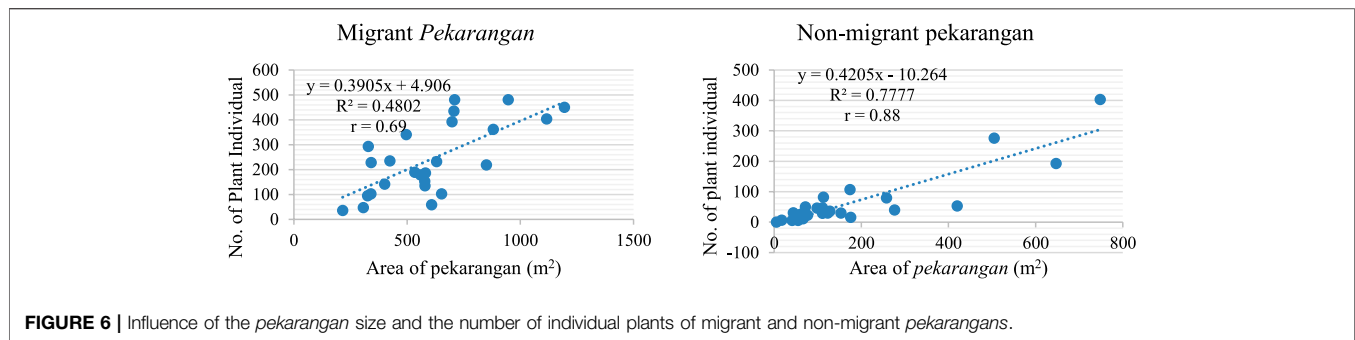 Migrant Pekarangan
No. of Plant Individual
600
500
400
300
200
100
0
y = 0.3905x + 4.906
R² = 0.4802
r = 0.69
0 500 1000 1500
Area of pekarangan (m²)
Non-migrant pekarangan
No. of plant individual
500
400
300
200
100
0
-100
y = 0.4205x - 10.264
R² = 0.7777
r = 0.88
0 200 400 600 800
Area of pekarangan (m²)
FIGURE 6 | Influence of the pekarangan size and the number of individual plants of migrant and non-migrant pekarangans.